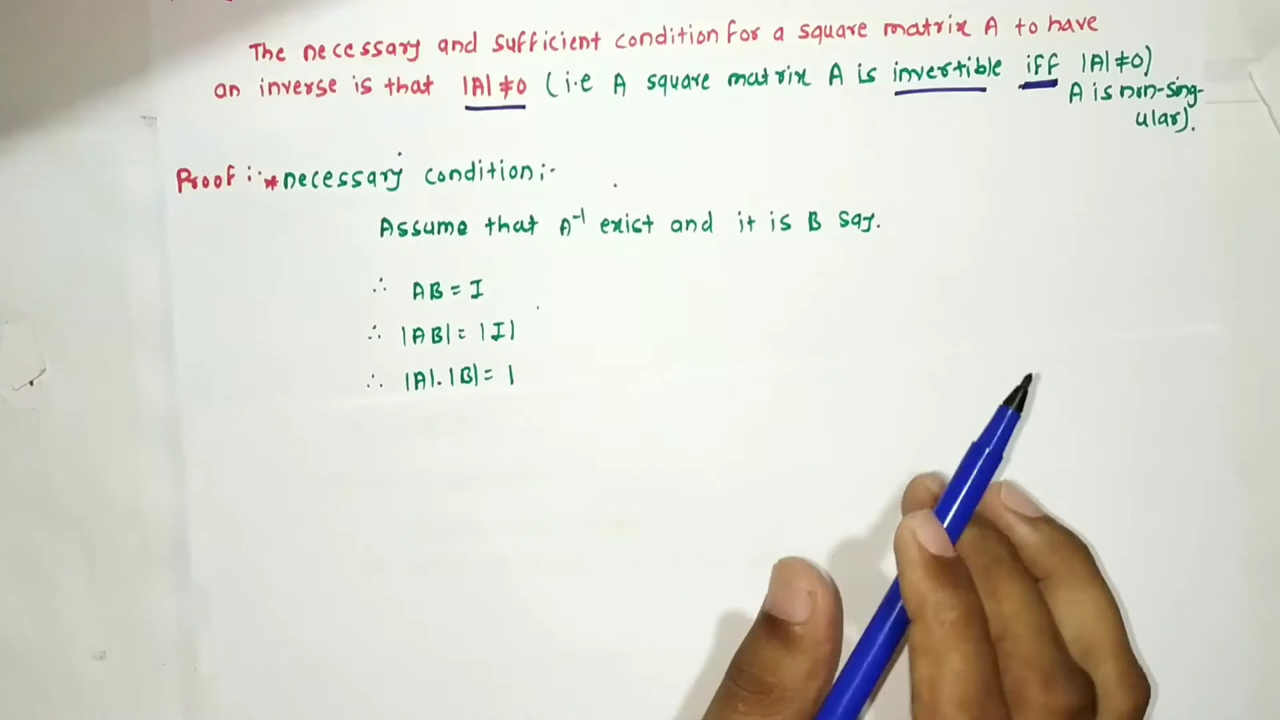 The necessary and sufficient condition for a square matrix A to have
an inverse is that |A| ≠ 0 (i.e A square matrix A is invertible iff |A| ≠ 0)
A is non-sing-
ular).
Proof :- * necessary condition :-
Assume that A⁻¹ exist and it is B say.
∴ AB = I
∴ |AB| = |I|
∴ |A|. |B| = 1